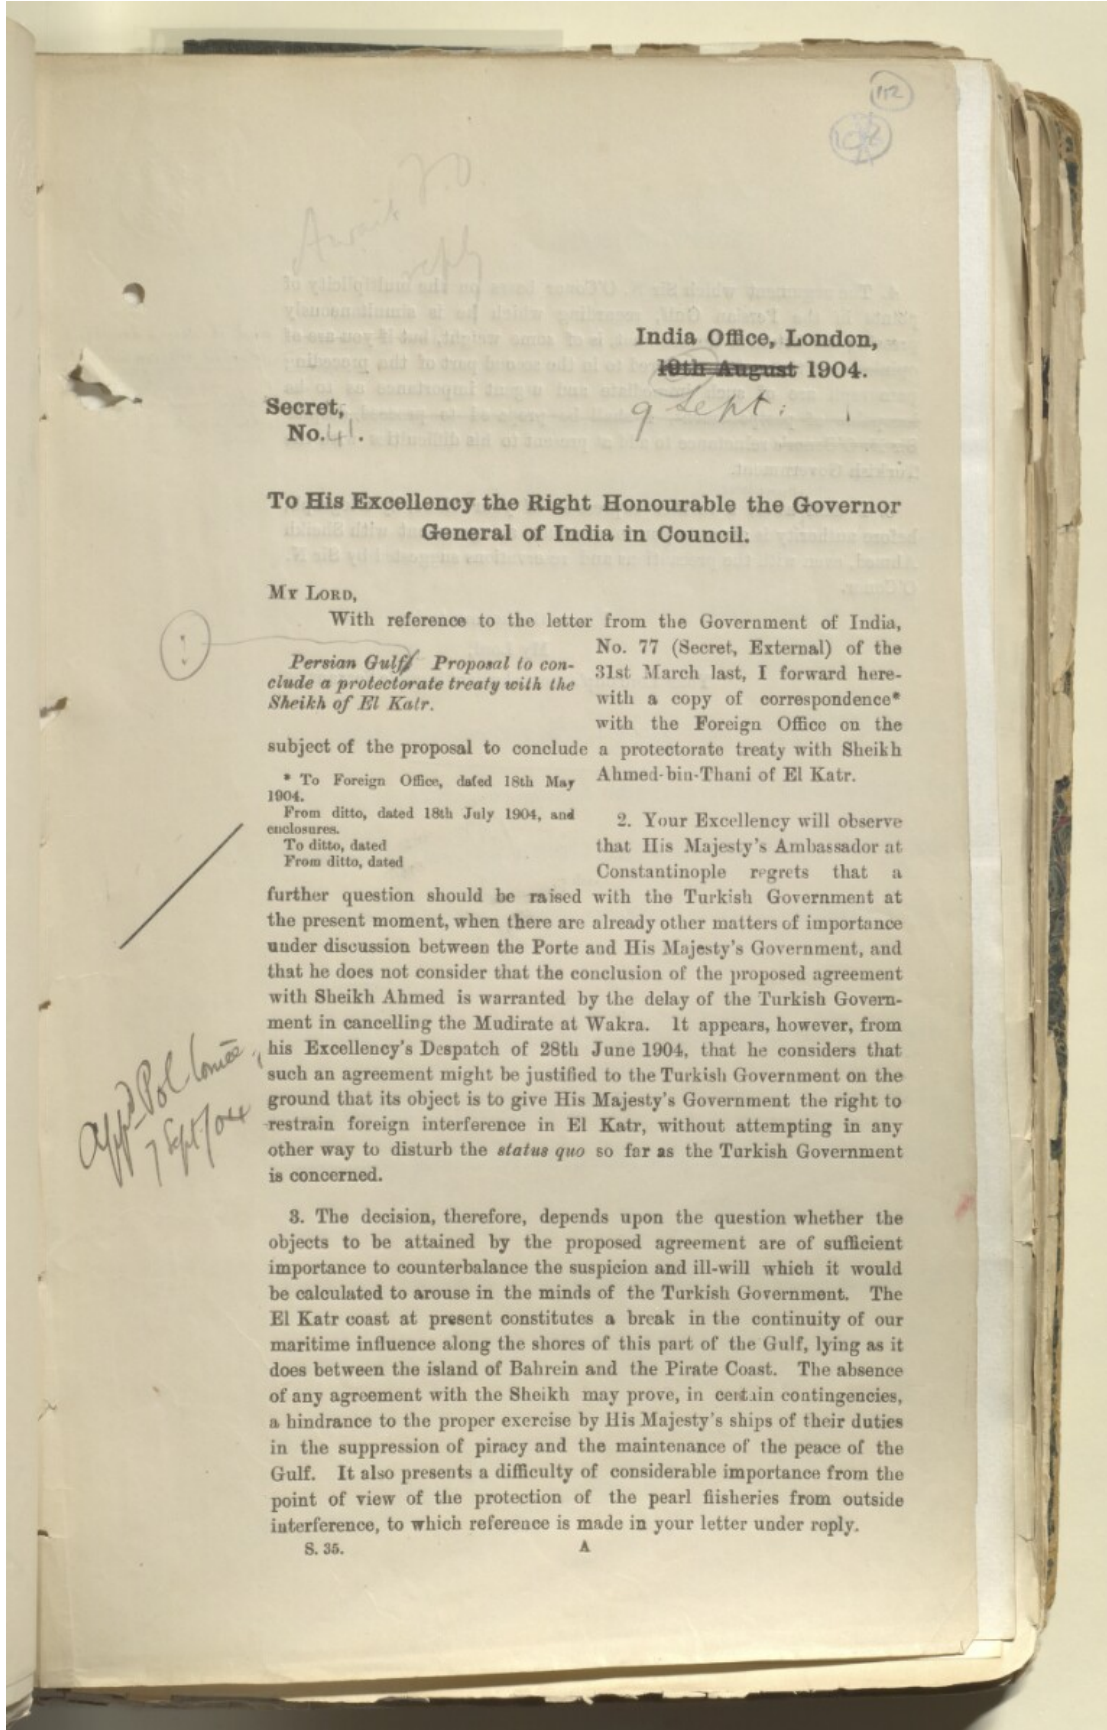 152
Await F.O.
reply
India Office, London,
19th August 1904.
9 Sept:
Secret,
No. 41.
To His Excellency the Right Honourable the Governor
General of India in Council.
My Lord,
With reference to the letter from the Government of India,
Persian Gulf. Proposal to con-
clude a protectorate treaty with the
Sheikh of El Katr.
No. 77 (Secret, External) of the
31st March last, I forward here-
with a copy of correspondence*
with the Foreign Office on the
subject of the proposal to conclude a protectorate treaty with Sheikh
Ahmed-bin-Thani of El Katr.
* To Foreign Office, dated 18th May
1904.
From ditto, dated 18th July 1904, and
enclosures.
To ditto, dated
From ditto, dated
2. Your Excellency will observe
that His Majesty's Ambassador at
Constantinople regrets that a
further question should be raised with the Turkish Government at
the present moment, when there are already other matters of importance
under discussion between the Porte and His Majesty's Government, and
that he does not consider that the conclusion of the proposed agreement
with Sheikh Ahmed is warranted by the delay of the Turkish Govern-
ment in cancelling the Mudirate at Wakra. It appears, however, from
his Excellency's Despatch of 28th June 1904, that he considers that
such an agreement might be justified to the Turkish Government on the
ground that its object is to give His Majesty's Government the right to
restrain foreign interference in El Katr, without attempting in any
other way to disturb the status quo so far as the Turkish Government
is concerned.
Appd Pol Comtee
7 Sept/04
3. The decision, therefore, depends upon the question whether the
objects to be attained by the proposed agreement are of sufficient
importance to counterbalance the suspicion and ill-will which it would
be calculated to arouse in the minds of the Turkish Government. The
El Katr coast at present constitutes a break in the continuity of our
maritime influence along the shores of this part of the Gulf, lying as it
does between the island of Bahrein and the Pirate Coast. The absence
of any agreement with the Sheikh may prove, in certain contingencies,
a hindrance to the proper exercise by His Majesty's ships of their duties
in the suppression of piracy and the maintenance of the peace of the
Gulf. It also presents a difficulty of considerable importance from the
point of view of the protection of the pearl fiisheries from outside
interference, to which reference is made in your letter under reply.
S. 35.
A